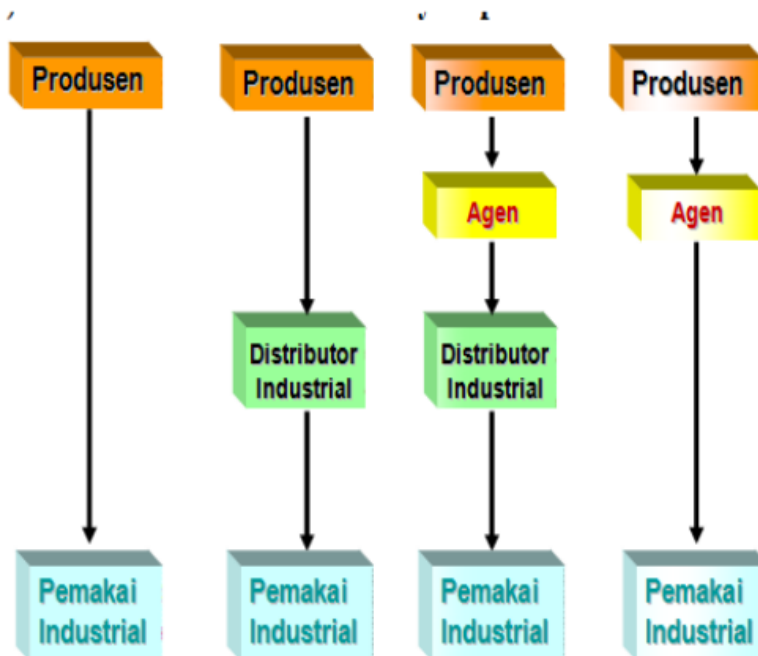 Produsen
Produsen
Produsen
Produsen
Agen
Agen
Distributor
Industrial
Distributor
Industrial
Pemakai
Industrial
Pemakai
Industrial
Pemakai
Industrial
Pemakai
Industrial